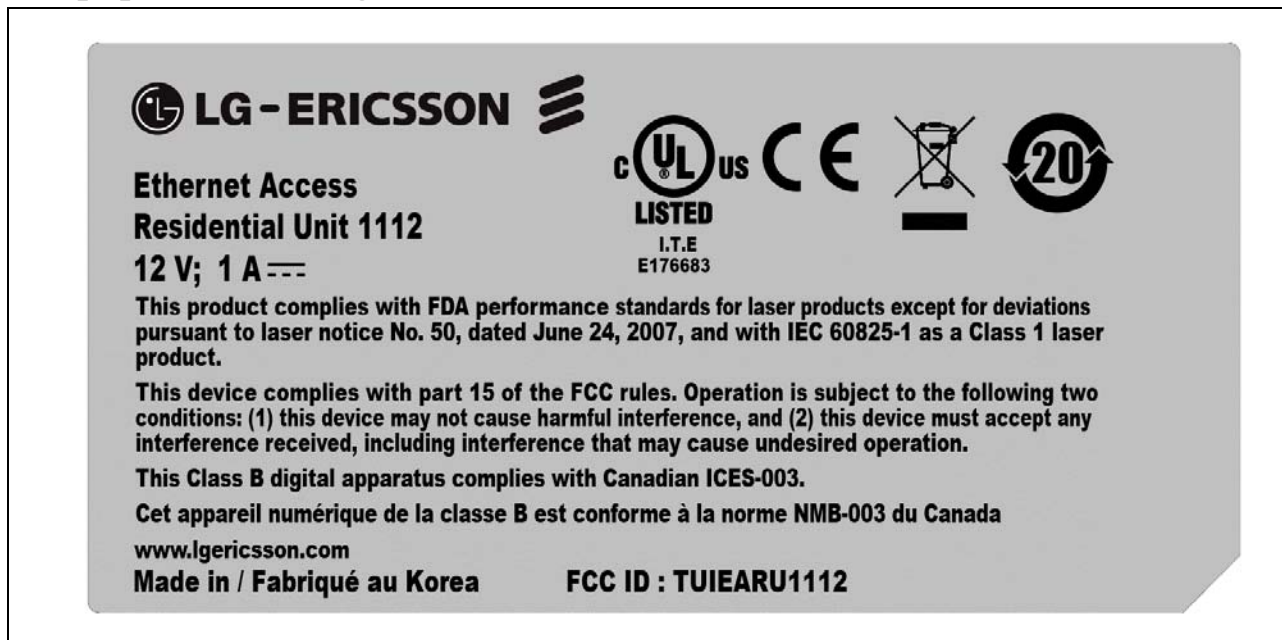 LG-ERICSSON
Ethernet Access
Residential Unit 1112
12 V; 1 A
C UL® US
LISTED
I.T.E
E176683
CE
20
This product complies with FDA performance standards for laser products except for deviations
pursuant to laser notice No. 50, dated June 24, 2007, and with IEC 60825-1 as a Class 1 laser
product.
This device complies with part 15 of the FCC rules. Operation is subject to the following two
conditions: (1) this device may not cause harmful interference, and (2) this device must accept any
interference received, including interference that may cause undesired operation.
This Class B digital apparatus complies with Canadian ICES-003.
Cet appareil numérique de la classe B est conforme à la norme NMB-003 du Canada
www.lgericsson.com
Made in / Fabriqué au Korea FCC ID : TUIEARU1112